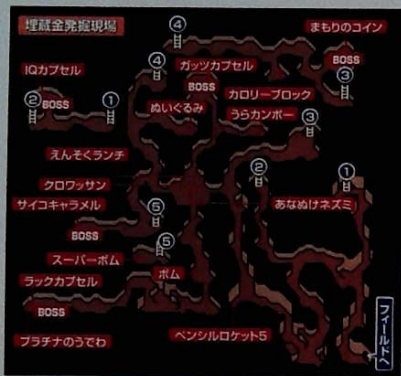 埋蔵金発掘現場
④
まもりのコイン
IQカプセル
④
ガッツカプセル
BOSS
②
BOSS
①
BOSS
カロリーブロック
③
ぬいぐるみ
うらカンポー
③
えんそくランチ
クロワッサン
②
①
サイコキャラメル
⑤
あなぬけネズミ
BOSS
⑤
スーパーボム
ボム
ラックカプセル
BOSS
ペンシルロケット5
プラチナのうでわ
フィールドへ